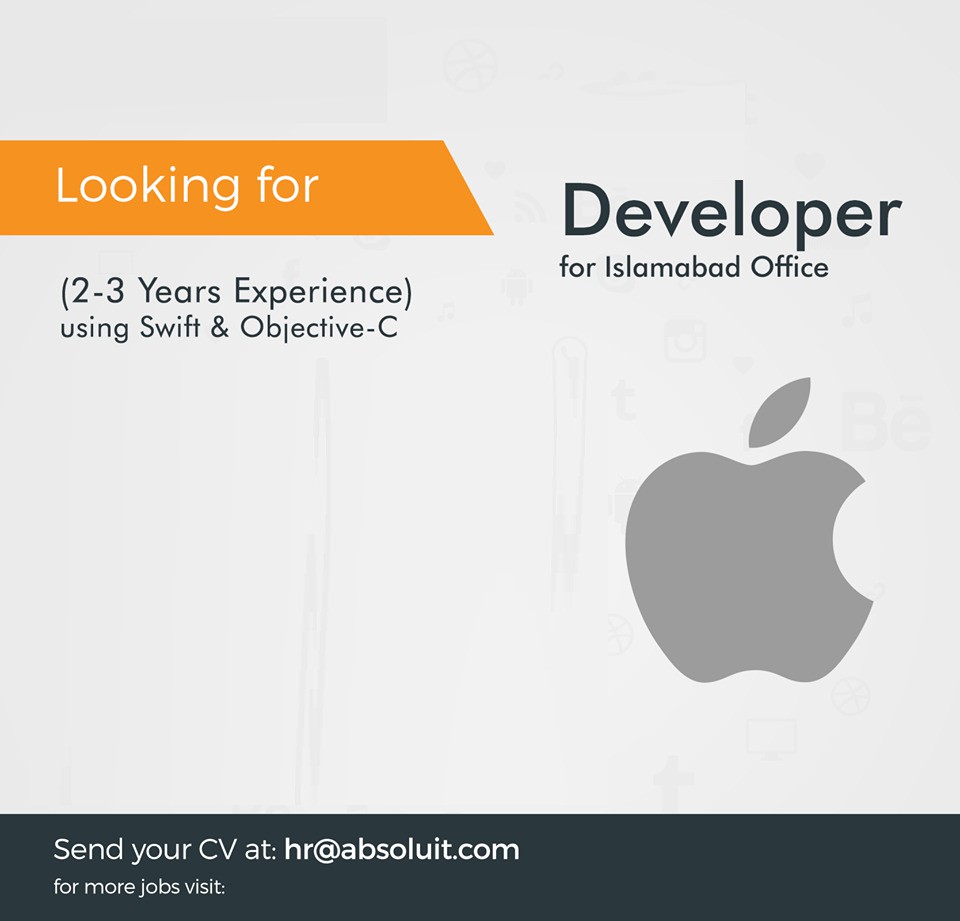 Looking for
Developer
for Islamabad Office
(2-3 Years Experience)
using Swift & Objective-C
Bē
Send your CV at: hr@absoluit.com
for more jobs visit: